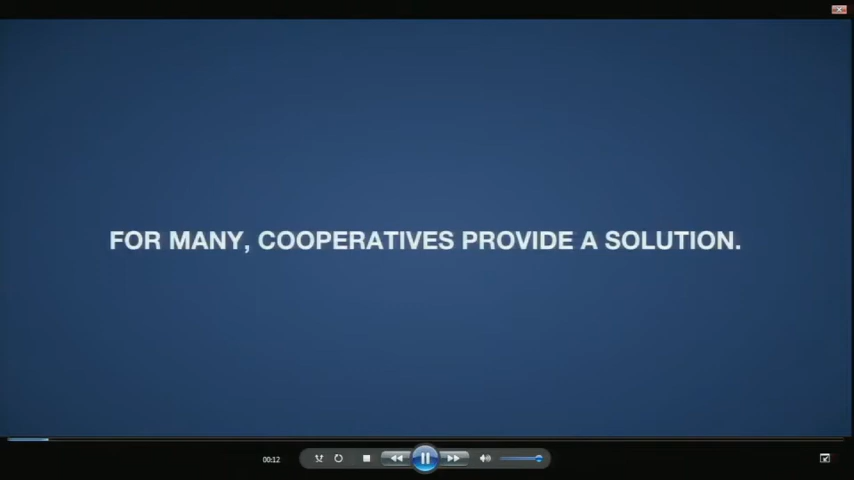 FOR MANY, COOPERATIVES PROVIDE A SOLUTION.
00:12